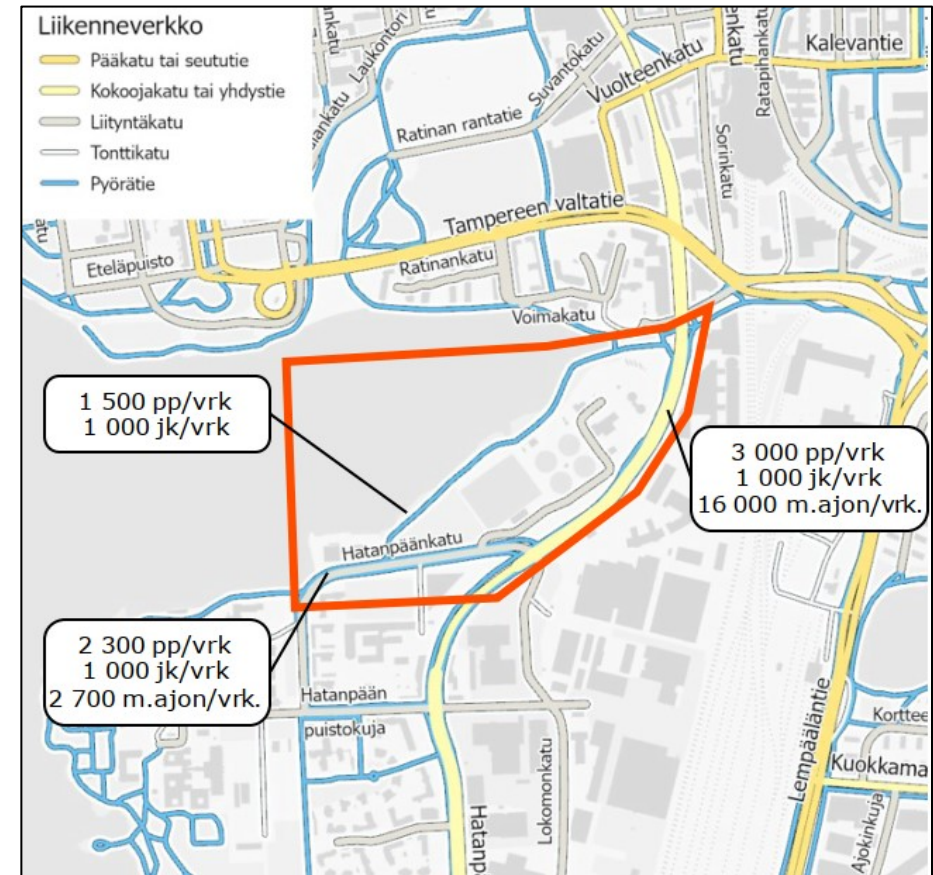 Liikenneverkko
Pääkatu tai seututie
Kokoojakatu tai yhdystie
Liityntäkatu
Tonttikatu
Pyörätie
Laukontori
Suvantokatu
Vuolteenkatu
Ratapihankatu
Kalevantie
Ratinan rantatie
Sorinkatu
Tampereen valtatie
Eteläpuisto
Ratinankatu
Voimakatu
1 500 pp/vrk
1 000 jk/vrk
3 000 pp/vrk
1 000 jk/vrk
16 000 m.ajon/vrk.
Hatanpäänkatu
2 300 pp/vrk
1 000 jk/vrk
2 700 m.ajon/vrk.
Hatanpään
puistokuja
Lokomonkatu
Lempääläntie
Korttee
Kuokkama
Ajokinkuja
Hatanp